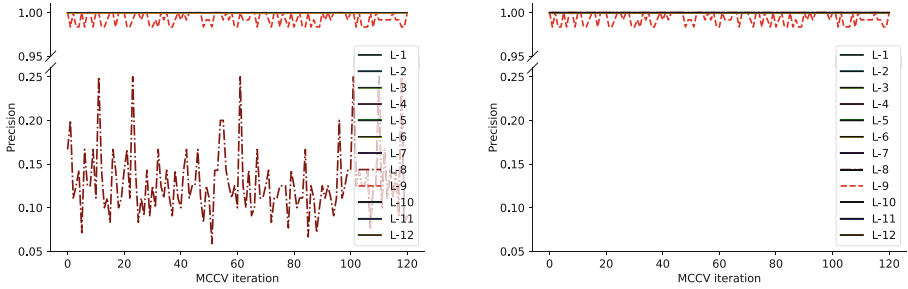 1.00
0.95
0.25
0.20
0.15
0.10
0.05
Precision
0 20 40 60 80 100 120
MCCV iteration
L-1
L-2
L-3
L-4
L-5
L-6
L-7
L-8
L-9
L-10
L-11
L-12
1.00
0.95
0.25
0.20
0.15
0.10
0.05
Precision
0 20 40 60 80 100 120
MCCV iteration
L-1
L-2
L-3
L-4
L-5
L-6
L-7
L-8
L-9
L-10
L-11
L-12